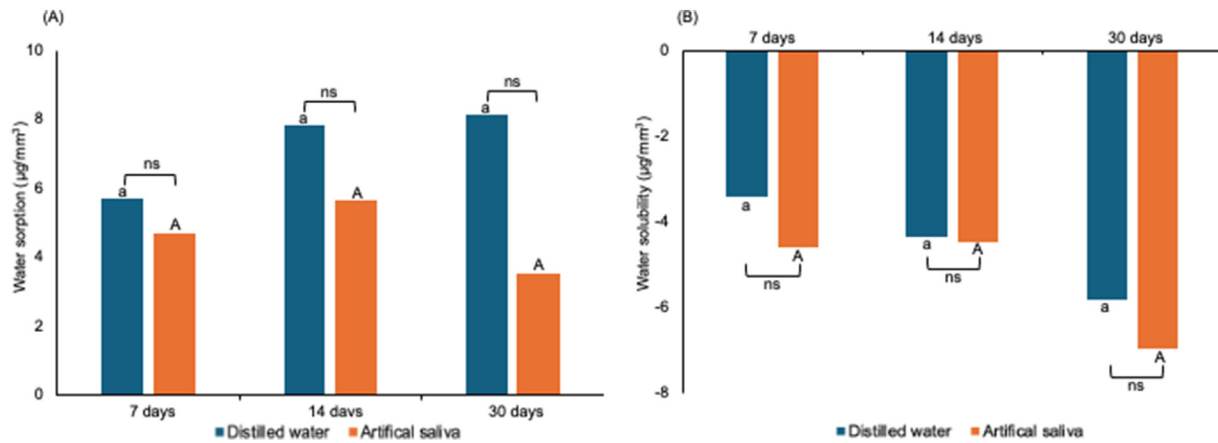 (A)
10
8
6
4
2
0
Water sorption (µg/mm³)
ns
a
A
ns
a
A
ns
a
A
7 days
14 days
30 days
Distilled water
Artifical saliva
(B)
7 days
14 days
30 days
0
-2
-4
-6
-8
Water solubility (µg/mm³)
a
A
ns
a
A
ns
a
A
ns
Distilled water
Artifical saliva